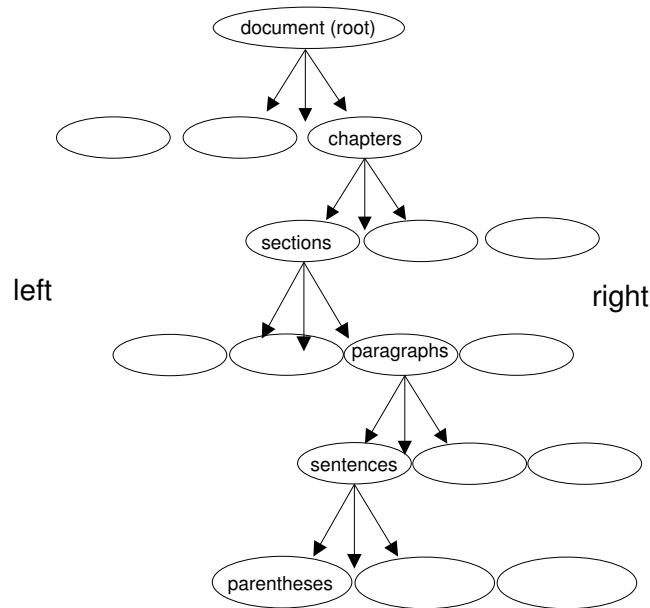 document (root)
chapters
sections
left
right
paragraphs
sentences
parentheses